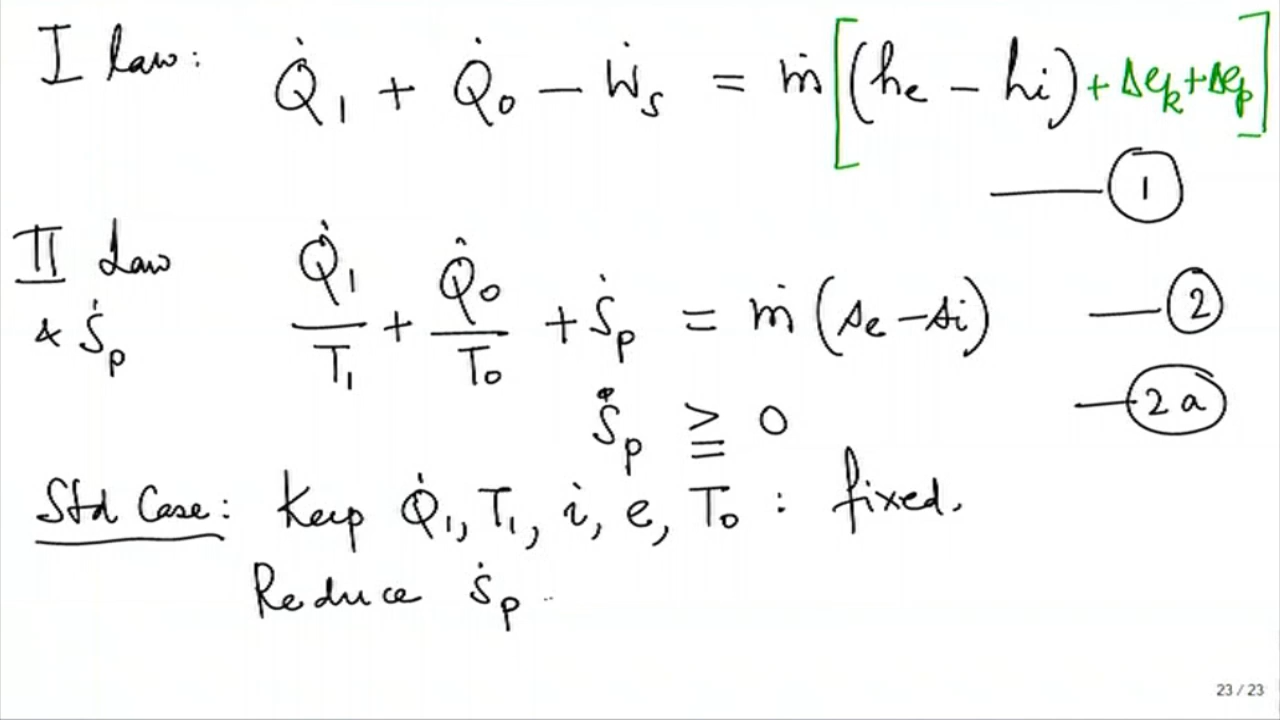 I law: Q̇₁ + Q̇₀ − Ẇₛ = ṁ[(hₑ − hᵢ) + Δeₖ + Δeₚ]
—— ①
II Law Q̇₁/T₁ + Q̇₀/T₀ + Ṡₚ = ṁ(sₑ − sᵢ) —— ②
& Ṡₚ
Ṡₚ ≧ 0 —— 2a
Std Case: Keep Q̇₁, T₁, i, e, T₀ : fixed.
Reduce Ṡₚ
23 / 23